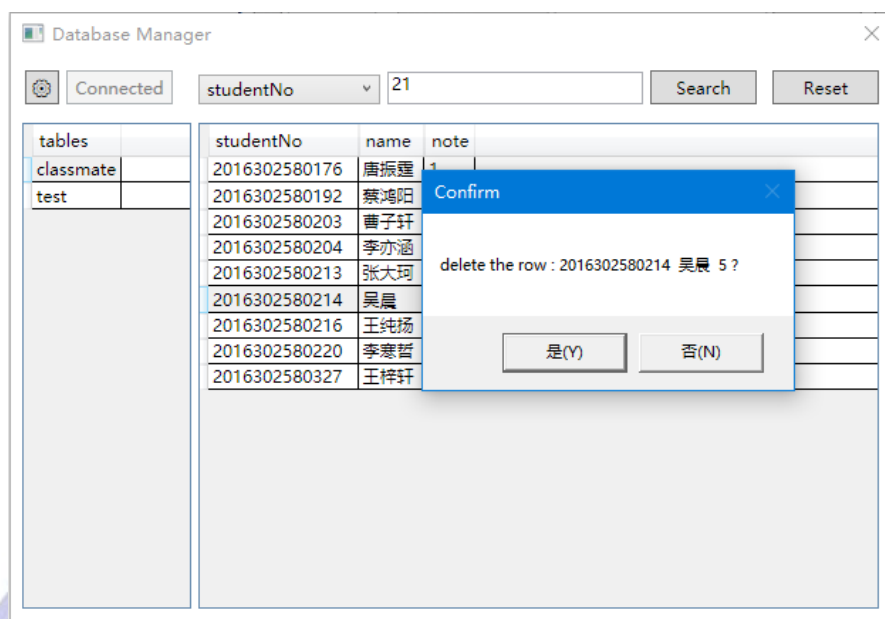 Database Manager
Connected studentNo 21 Search Reset
tables
classmate
test
studentNo name note
2016302580176 唐振霆 1
2016302580192 蔡鸿阳
2016302580203 曹子轩
2016302580204 李亦涵
2016302580213 张大珂
2016302580214 吴晨
2016302580216 王纯扬
2016302580220 李寒哲
2016302580327 王梓轩
Confirm
delete the row : 2016302580214 吴晨 5 ?
是(Y) 否(N)